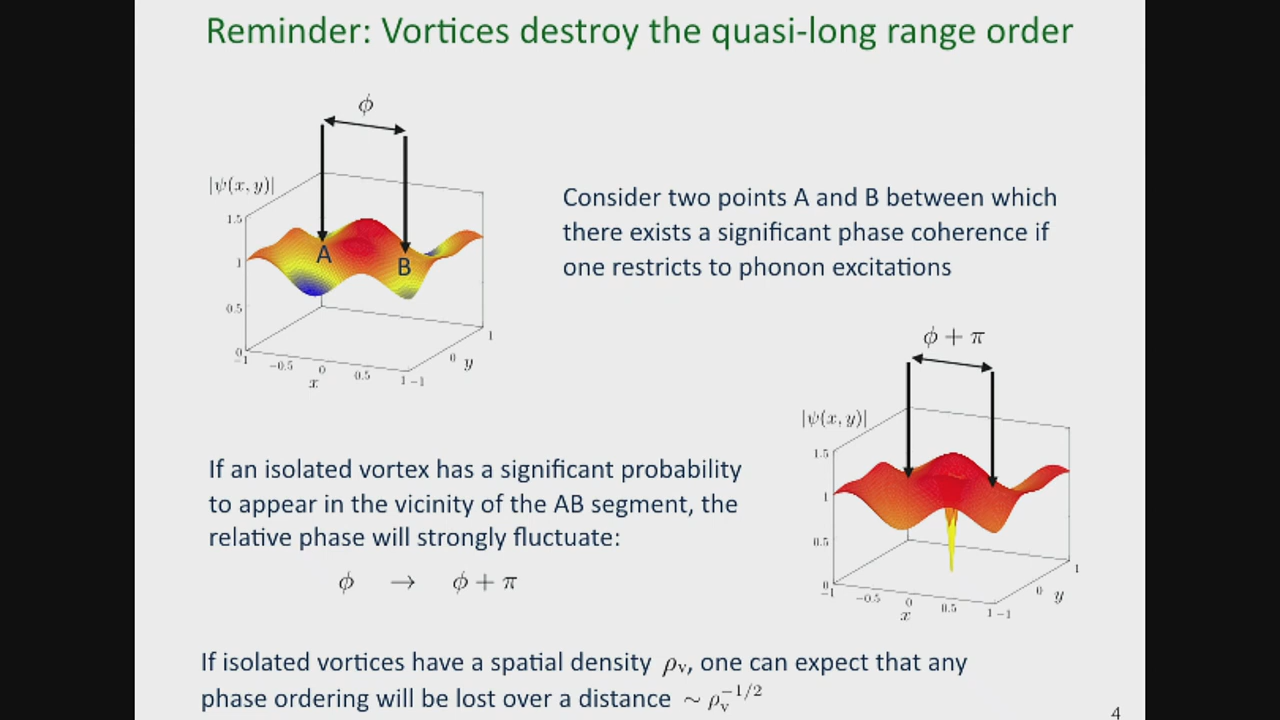 Reminder: Vortices destroy the quasi-long range order
ϕ
|ψ(x, y)|
1.5
1
0.5
0
A
B
−1
−0.5
0
0.5
1
x
−1
0
1
y
Consider two points A and B between which
there exists a significant phase coherence if
one restricts to phonon excitations
ϕ + π
|ψ(x, y)|
1.5
1
0.5
0
−1
−0.5
0
0.5
1
x
−1
0
1
y
If an isolated vortex has a significant probability
to appear in the vicinity of the AB segment, the
relative phase will strongly fluctuate:
ϕ → ϕ + π
If isolated vortices have a spatial density ρv, one can expect that any
phase ordering will be lost over a distance ∼ ρv^−1/2
4